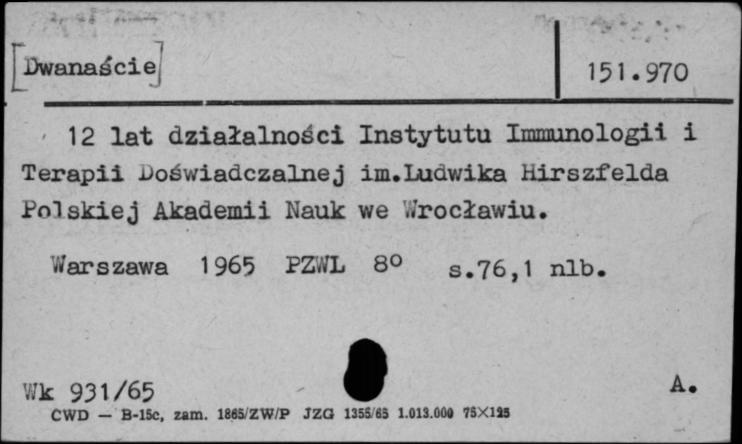 [Dwanaście]
151.970
12 lat działalności Instytutu Immunologii i
Terapii Doświadczalnej im.Ludwika Hirszfelda
Polskiej Akademii Nauk we Wrocławiu.
Warszawa 1965 PZWL 8° s.76,1 nlb.
Wk 931/65
A.
CWD — B-15c, zam. 1865/ZW/P JZG 1355/65 1.013.000 75X125